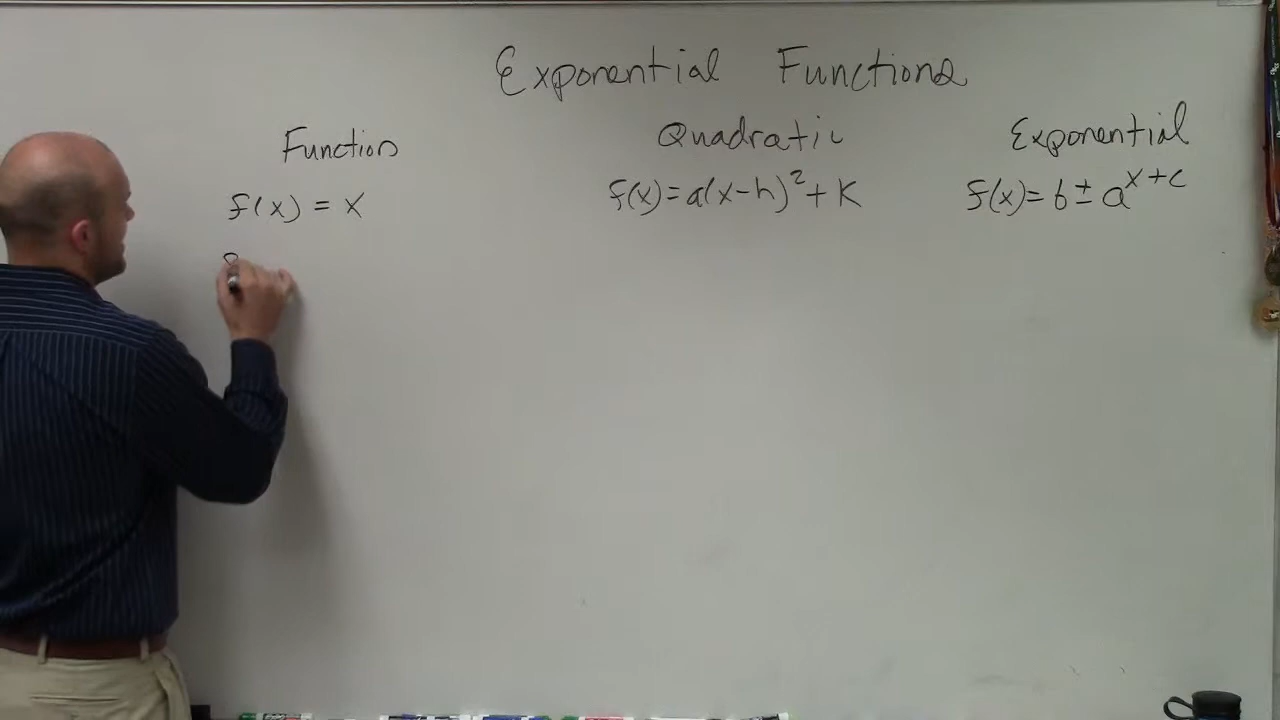 Exponential Functions
Function
f(x) = x
Quadratic
f(x)=a(x-h)²+K
Exponential
f(x)= b ± a^{x+c}